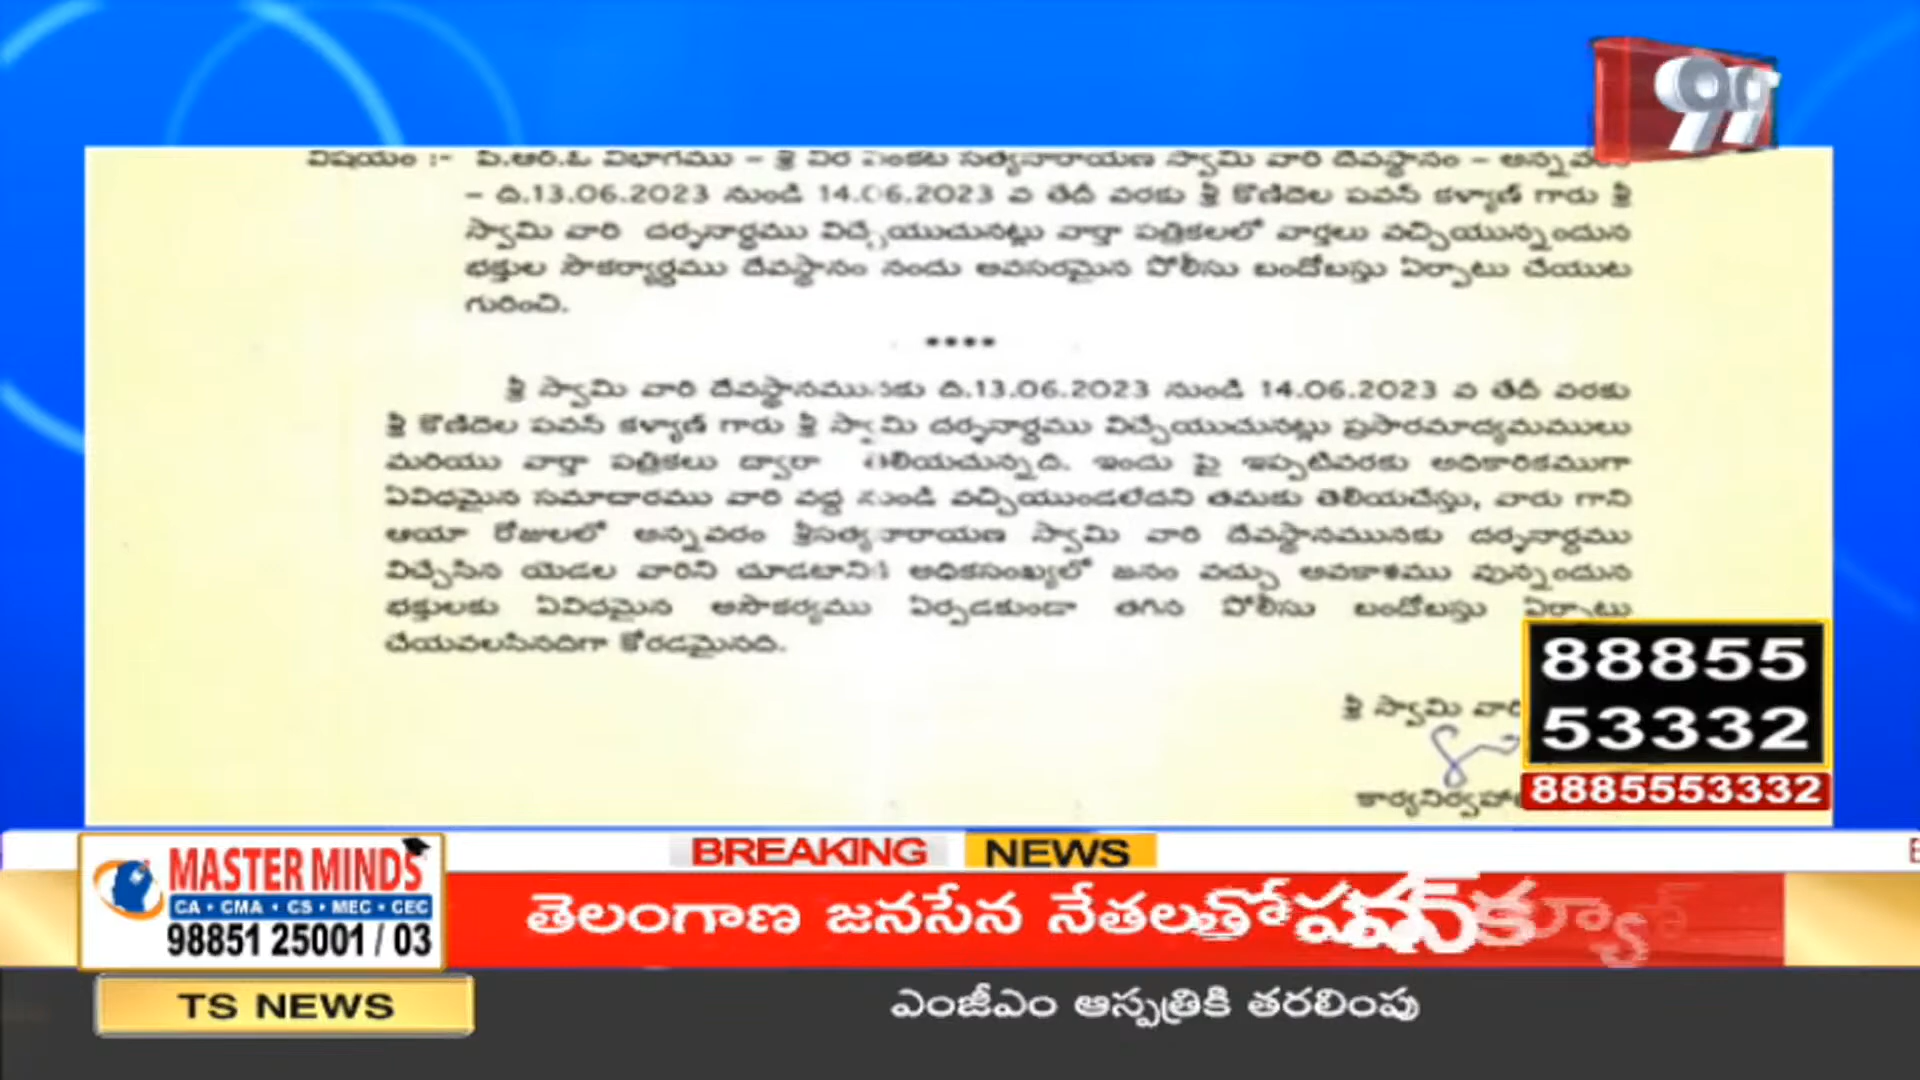 99
విషయం :- పి.ఆర్.ఓ విభాగము – శ్రీ వీర వెంకట సత్యనారాయణ స్వామి వారి దేవస్థానం – అన్నవరం
– ది.13.06.2023 నుండి 14.06.2023 వ తేదీ వరకు శ్రీ కొణిదెల పవన్ కళ్యాణ్ గారు శ్రీ
స్వామి వారి దర్శనార్థము విచ్చేయుచునట్లు వార్తా పత్రికలలో వార్తలు వచ్చియున్నందున
భక్తుల సౌకర్యార్థము దేవస్థానం నందు అవసరమైన పోలీసు బందోబస్తు ఏర్పాటు చేయుట
గురించి.
****
శ్రీ స్వామి వారి దేవస్థానమునకు ది.13.06.2023 నుండి 14.06.2023 వ తేదీ వరకు
శ్రీ కొణిదెల పవన్ కళ్యాణ్ గారు శ్రీ స్వామి దర్శనార్థము విచ్చేయుచునట్లు ప్రసారమాధ్యమములు
మరియు వార్తా పత్రికలు ద్వారా తెలియచున్నది. ఇందు పై ఇప్పటివరకు అధికారికముగా
ఏవిధమైన సమాచారము వారి వద్ద నుండి వచ్చియుండలేదని తమకు తెలియచేస్తు, వారు గాని
ఆయా రోజులలో అన్నవరం శ్రీసత్యనారాయణ స్వామి వారి దేవస్థానమునకు దర్శనార్థము
విచ్చేసిన యెడల వారిని చూడటానికి అధికసంఖ్యలో జనం వచ్చు అవకాశము వున్నందున
భక్తులకు ఏవిధమైన అసౌకర్యము ఏర్పడకుండా తగిన పోలీసు బందోబస్తు ఏర్పాటు
చేయవలసినదిగా కోరడమైనది.
శ్రీ స్వామి వారి
88855
53332
8885553332
BREAKING NEWS
MASTER MINDS
CA • CMA • CS • MEC • CEC
98851 25001 / 03
తెలంగాణ జనసేన నేతలతో పవన్
TS NEWS
ఎంజీఎం ఆస్పత్రికి తరలింపు